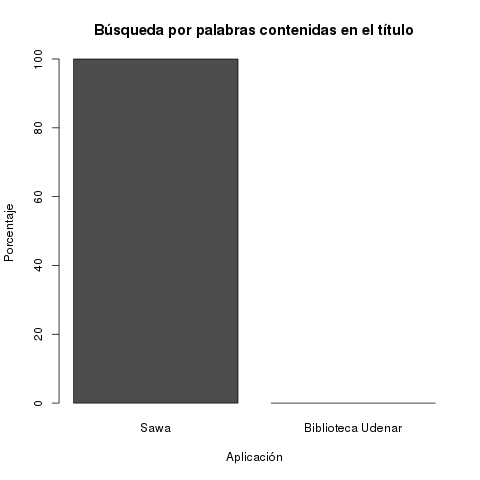 Búsqueda por palabras contenidas en el título
Porcentaje
100
80
60
40
20
0
Sawa
Biblioteca Udenar
Aplicación